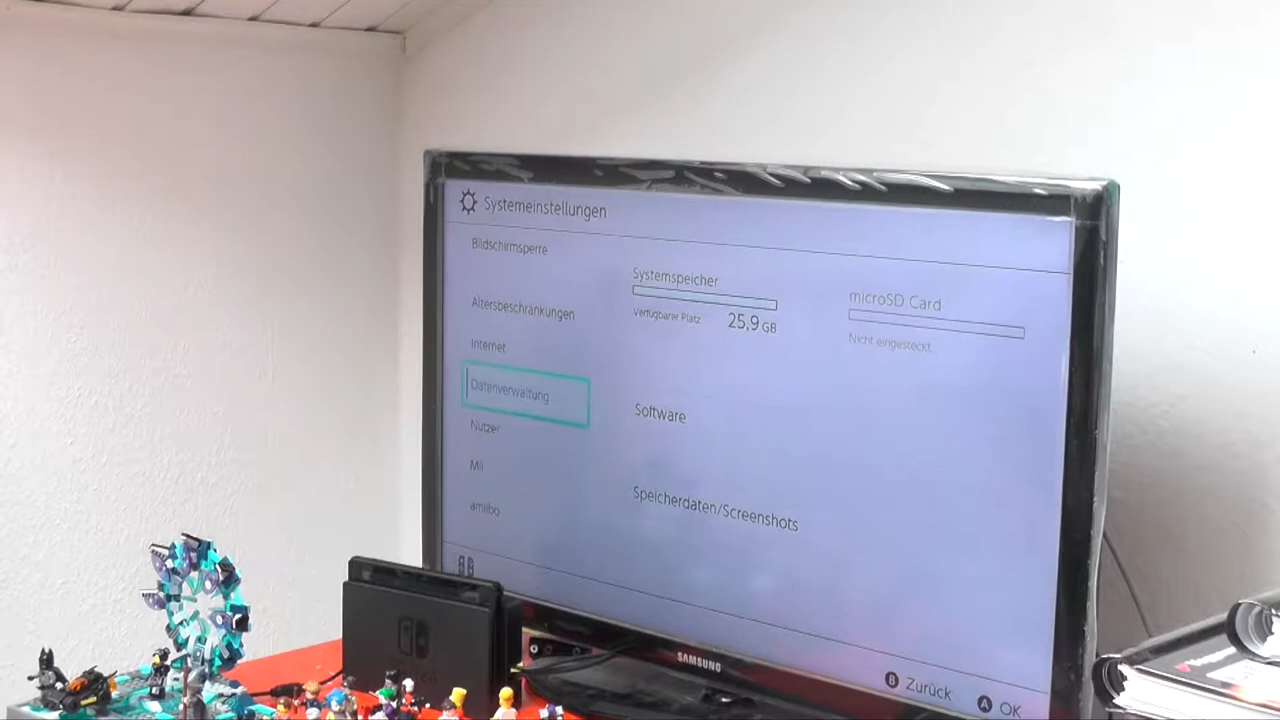 Systemeinstellungen
Bildschirmsperre
Altersbeschränkungen
Internet
Datenverwaltung
Nutzer
Mii
amiibo
Systemspeicher
Verfügbarer Platz 25,9 GB
microSD Card
Nicht eingesteckt.
Software
Speicherdaten/Screenshots
B Zurück A OK
SAMSUNG